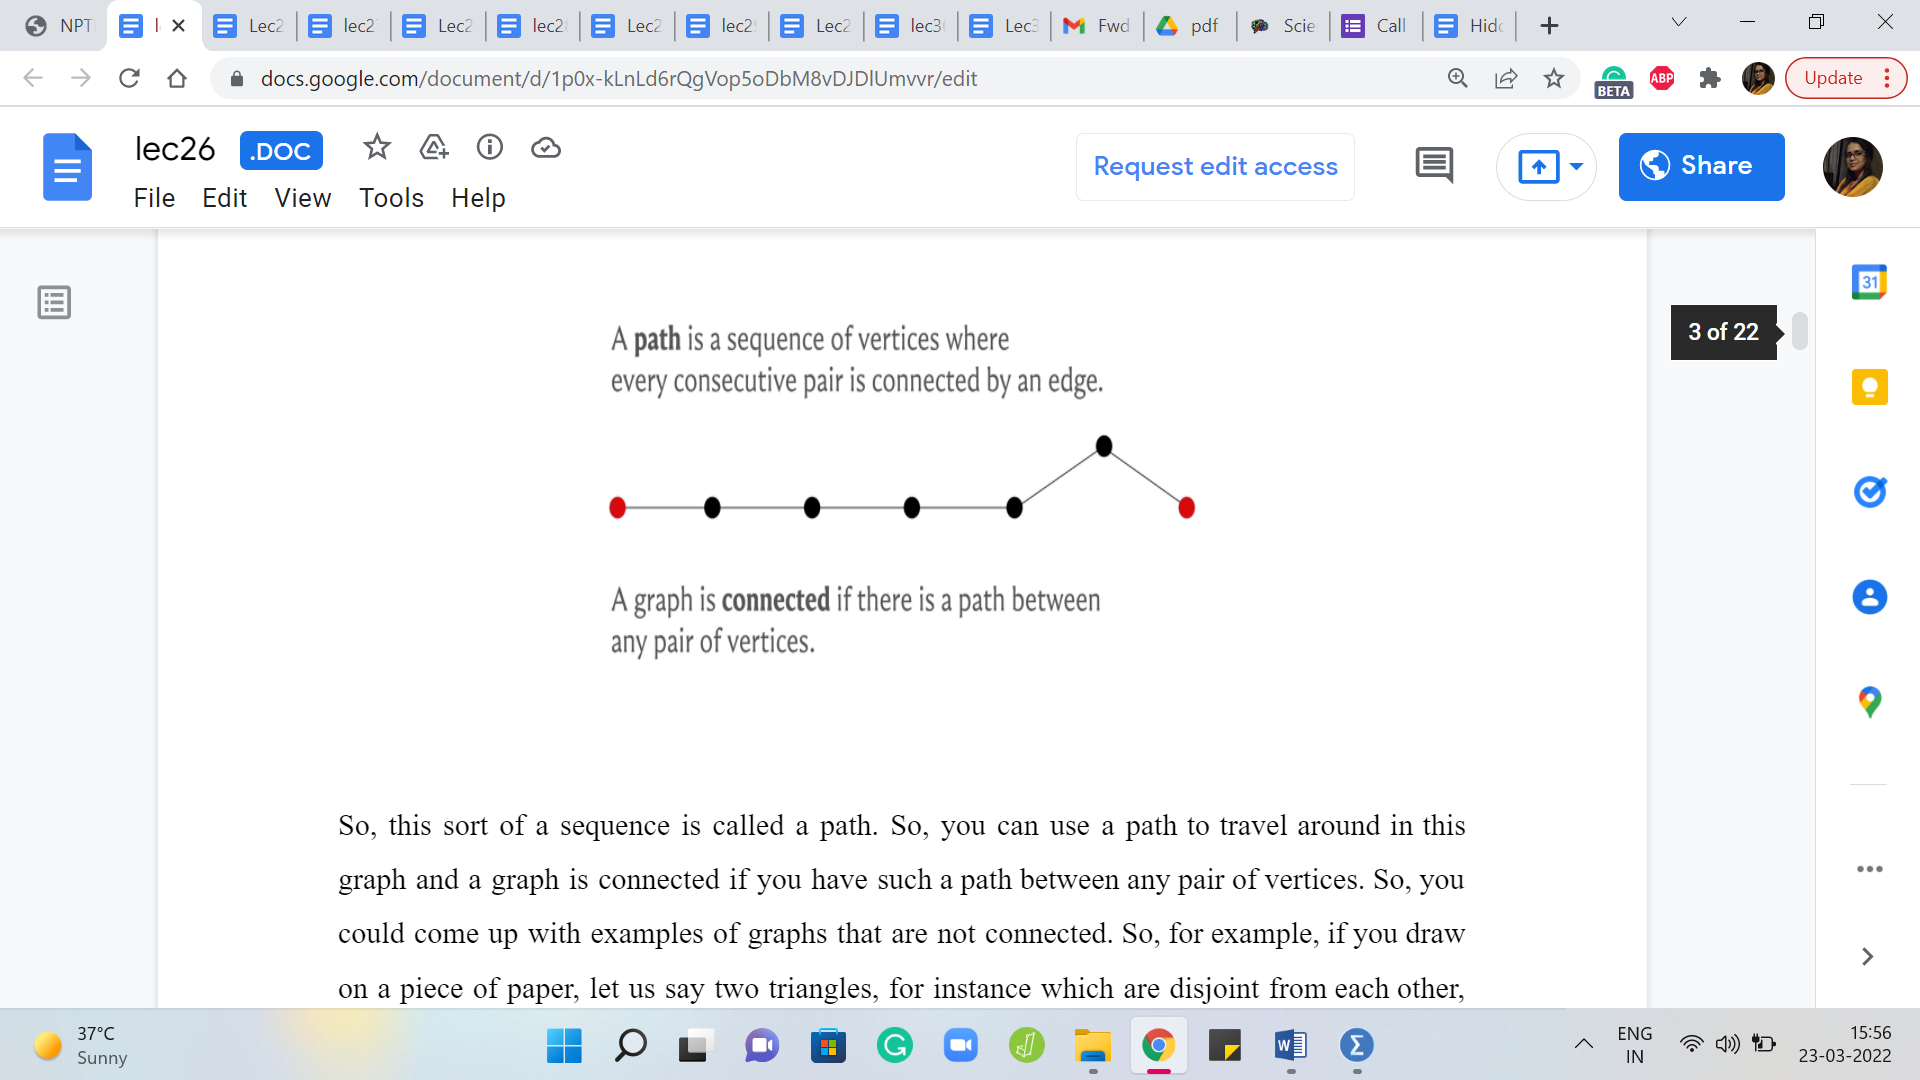 NPT
l
Lec2
lec2
Lec2
lec2
Lec2
lec2
Lec2
lec3
Lec3
Fwd
pdf
Scie
Call
Hidd
docs.google.com/document/d/1p0x-kLnLd6rQgVop5oDbM8vDJDlUmvvr/edit
BETA
ABP
Update
lec26
.DOC
Request edit access
Share
File Edit View Tools Help
31
3 of 22
A path is a sequence of vertices where
every consecutive pair is connected by an edge.
A graph is connected if there is a path between
any pair of vertices.
So, this sort of a sequence is called a path. So, you can use a path to travel around in this
graph and a graph is connected if you have such a path between any pair of vertices. So, you
could come up with examples of graphs that are not connected. So, for example, if you draw
on a piece of paper, let us say two triangles, for instance which are disjoint from each other,
37°C
Sunny
ENG
IN
15:56
23-03-2022